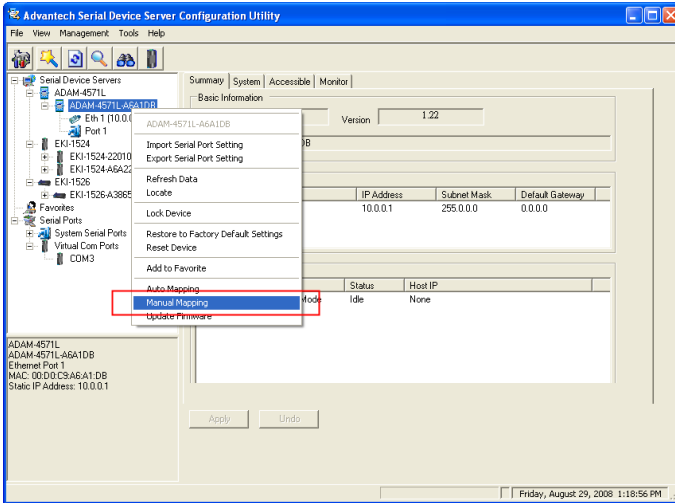 Advantech Serial Device Server Configuration Utility
File View Management Tools Help
Serial Device Servers
ADAM-4571L
ADAM-4571L-A6A1DB
Eth 1 (10.0.
Port 1
EKI-1524
EKI-1524-22010
EKI-1524-A6A22
EKI-1526
EKI-1526-A3865
Favorites
Serial Ports
System Serial Ports
Virtual Com Ports
COM3
ADAM-4571L-A6A1DB
Import Serial Port Setting
Export Serial Port Setting
Refresh Data
Locate
Lock Device
Restore to Factory Default Settings
Reset Device
Add to Favorite
Auto Mapping
Manual Mapping
Update Firmware
Summary System Accessible Monitor
Basic Information
Version 1.22
DB
IP Address Subnet Mask Default Gateway
10.0.0.1 255.0.0.0 0.0.0.0
Status Host IP
Mode Idle None
ADAM-4571L
ADAM-4571L-A6A1DB
Ethernet Port 1
MAC: 00:D0:C9:A6:A1:DB
Static IP Address: 10.0.0.1
Apply Undo
Friday, August 29, 2008 1:18:56 PM